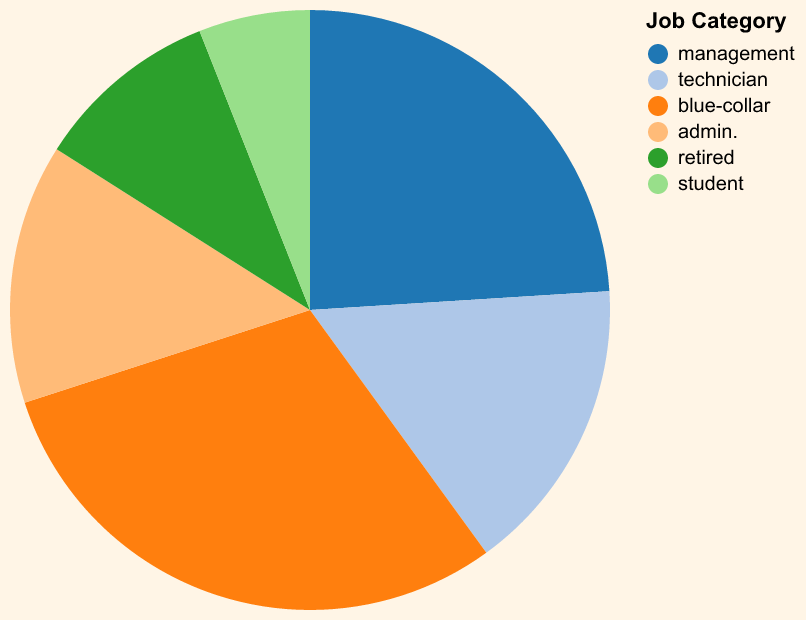 Job Category
management
technician
blue-collar
admin.
retired
student